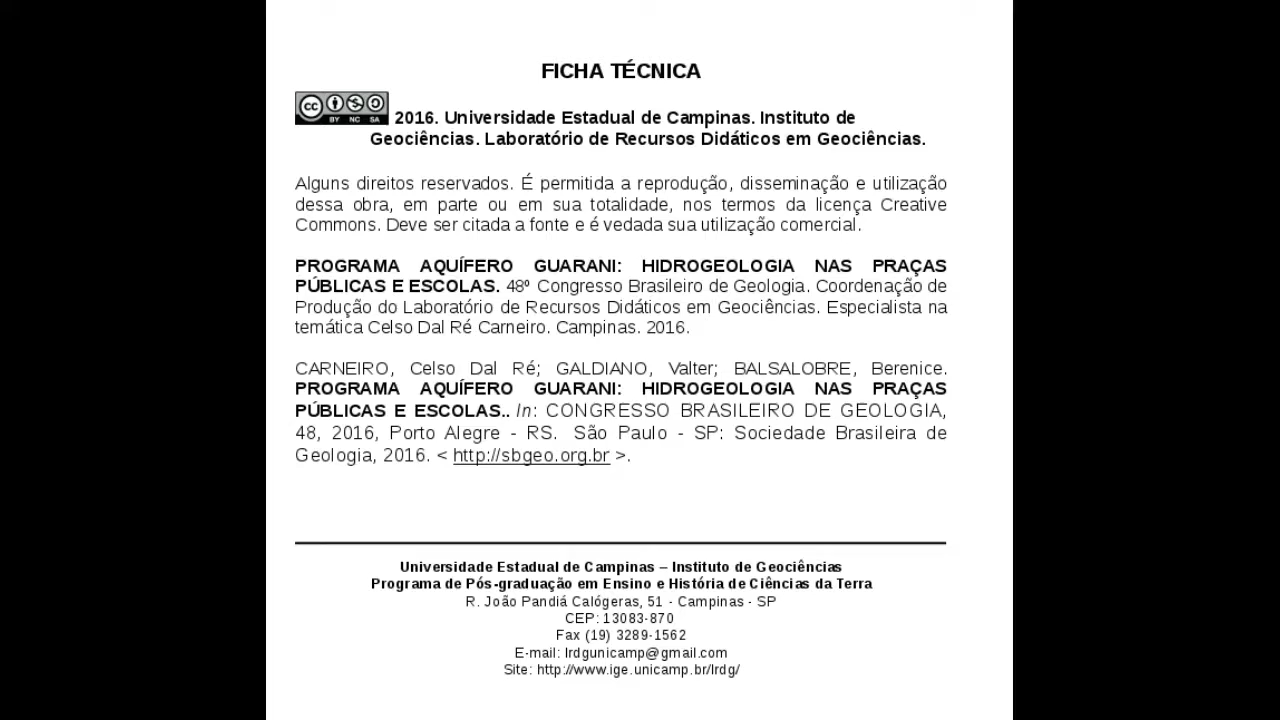 FICHA TÉCNICA
cc BY NC SA 2016. Universidade Estadual de Campinas. Instituto de
Geociências. Laboratório de Recursos Didáticos em Geociências.
Alguns direitos reservados. É permitida a reprodução, disseminação e utilização
dessa obra, em parte ou em sua totalidade, nos termos da licença Creative
Commons. Deve ser citada a fonte e é vedada sua utilização comercial.
PROGRAMA AQUÍFERO GUARANI: HIDROGEOLOGIA NAS PRAÇAS
PÚBLICAS E ESCOLAS. 48º Congresso Brasileiro de Geologia. Coordenação de
Produção do Laboratório de Recursos Didáticos em Geociências. Especialista na
temática Celso Dal Ré Carneiro. Campinas. 2016.
CARNEIRO, Celso Dal Ré; GALDIANO, Valter; BALSALOBRE, Berenice.
PROGRAMA AQUÍFERO GUARANI: HIDROGEOLOGIA NAS PRAÇAS
PÚBLICAS E ESCOLAS.. In: CONGRESSO BRASILEIRO DE GEOLOGIA,
48, 2016, Porto Alegre - RS. São Paulo - SP: Sociedade Brasileira de
Geologia, 2016. < http://sbgeo.org.br >.
Universidade Estadual de Campinas – Instituto de Geociências
Programa de Pós-graduação em Ensino e História de Ciências da Terra
R. João Pandiá Calógeras, 51 - Campinas - SP
CEP: 13083-870
Fax (19) 3289-1562
E-mail: lrdgunicamp@gmail.com
Site: http://www.ige.unicamp.br/lrdg/